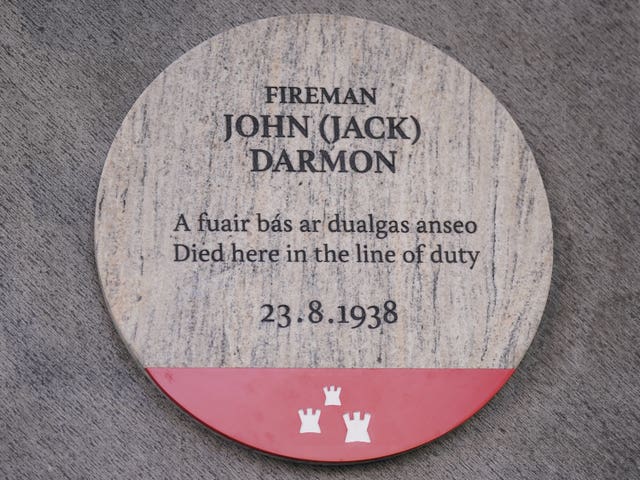 FIREMAN
JOHN (JACK)
DARMON
A fuair bás ar dualgas anseo
Died here in the line of duty
23.8.1938